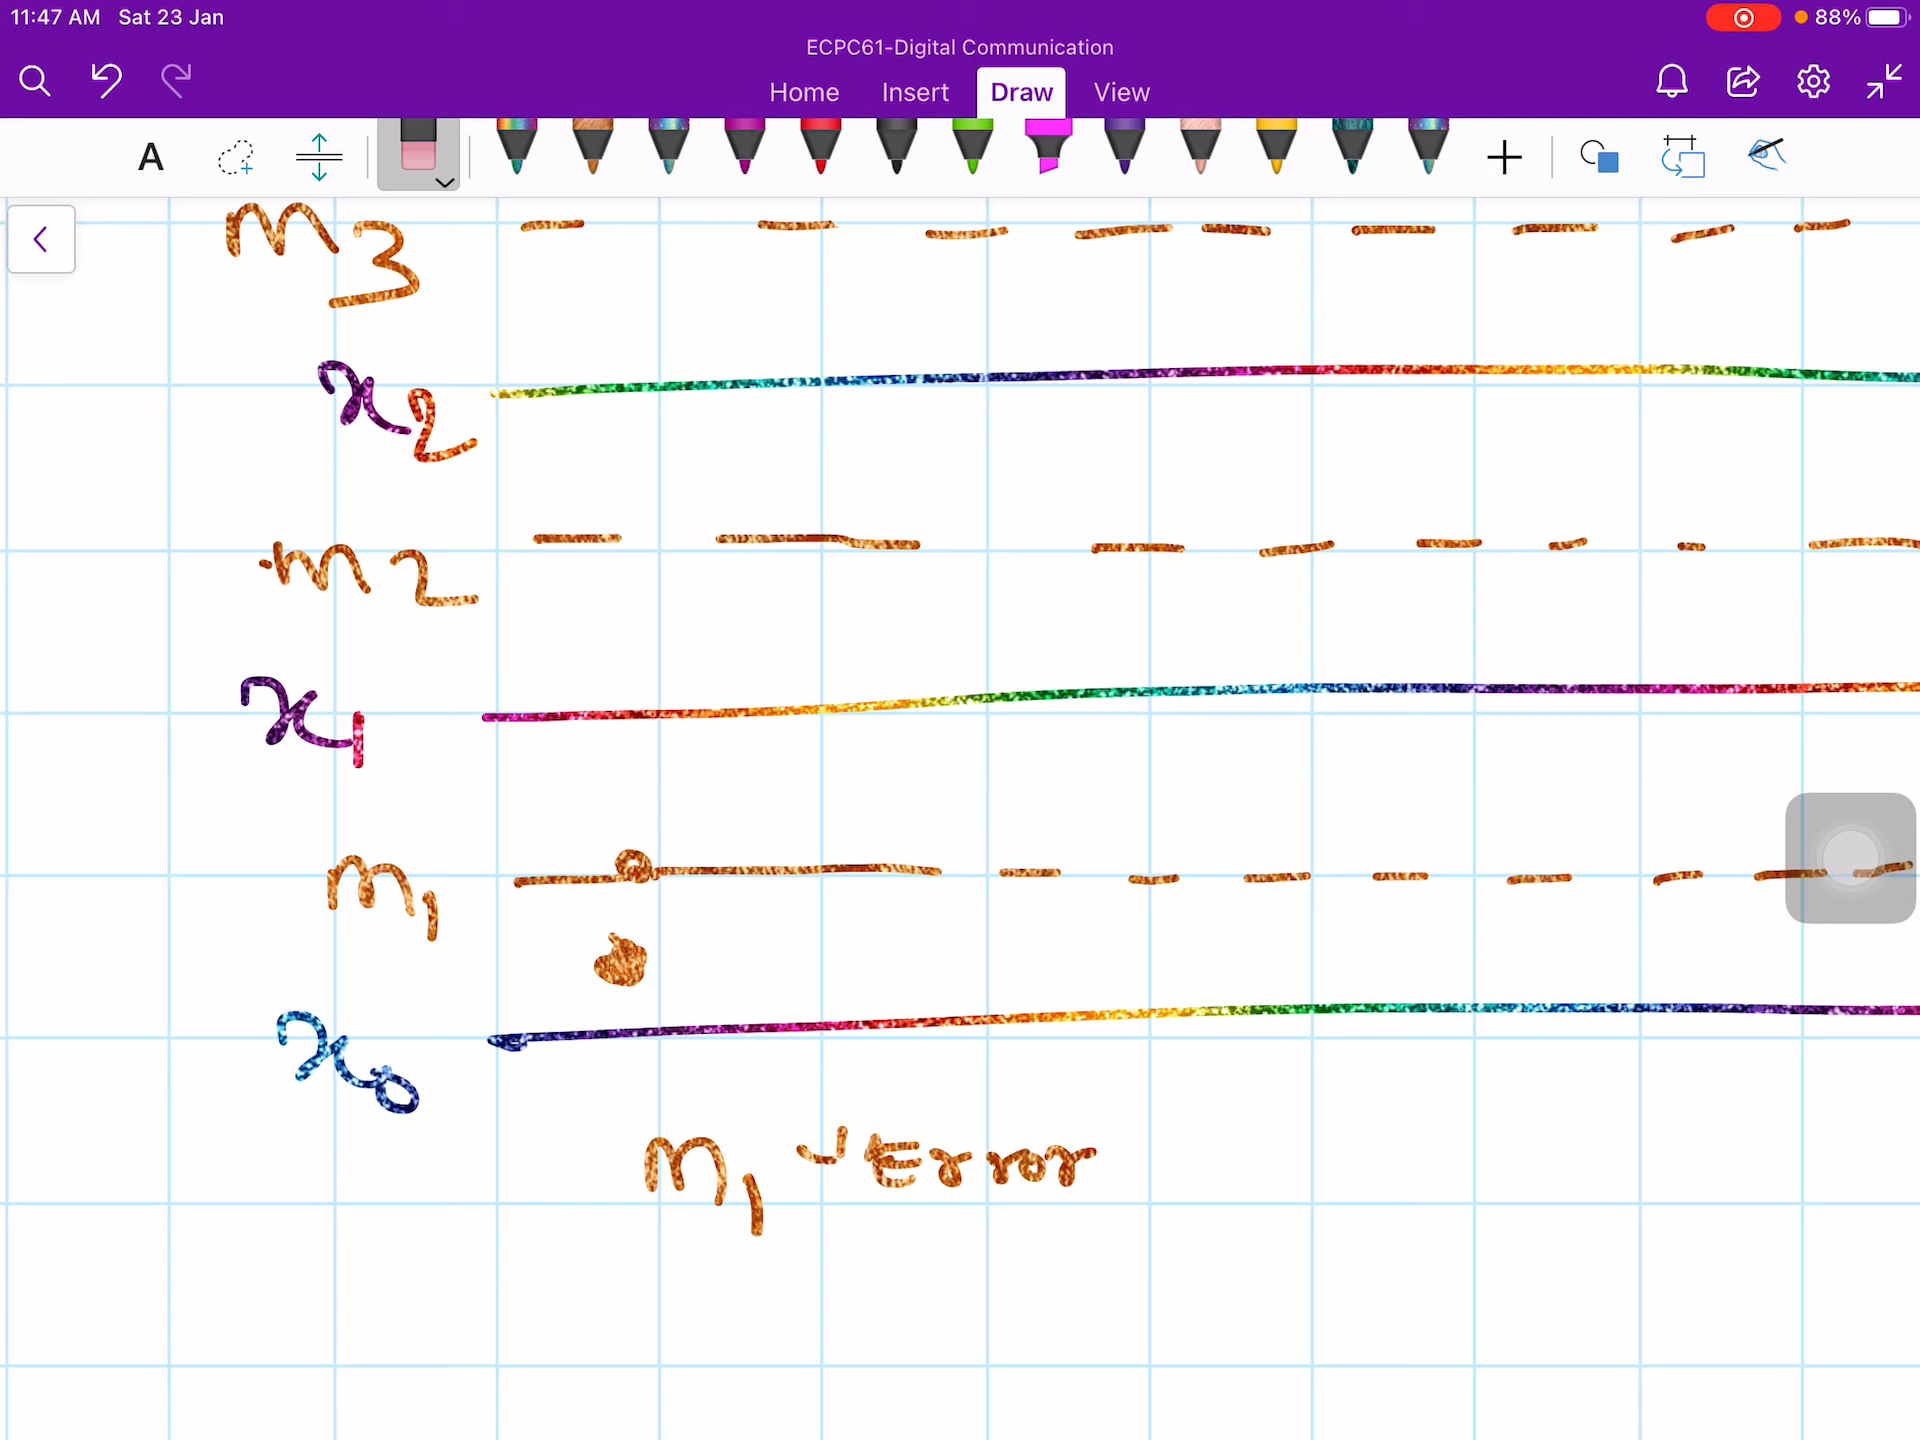 11:47 AM Sat 23 Jan
88%
ECPC61-Digital Communication
Home Insert Draw View
A
m3
x2
m2
x1
m1
x0
m1 Error